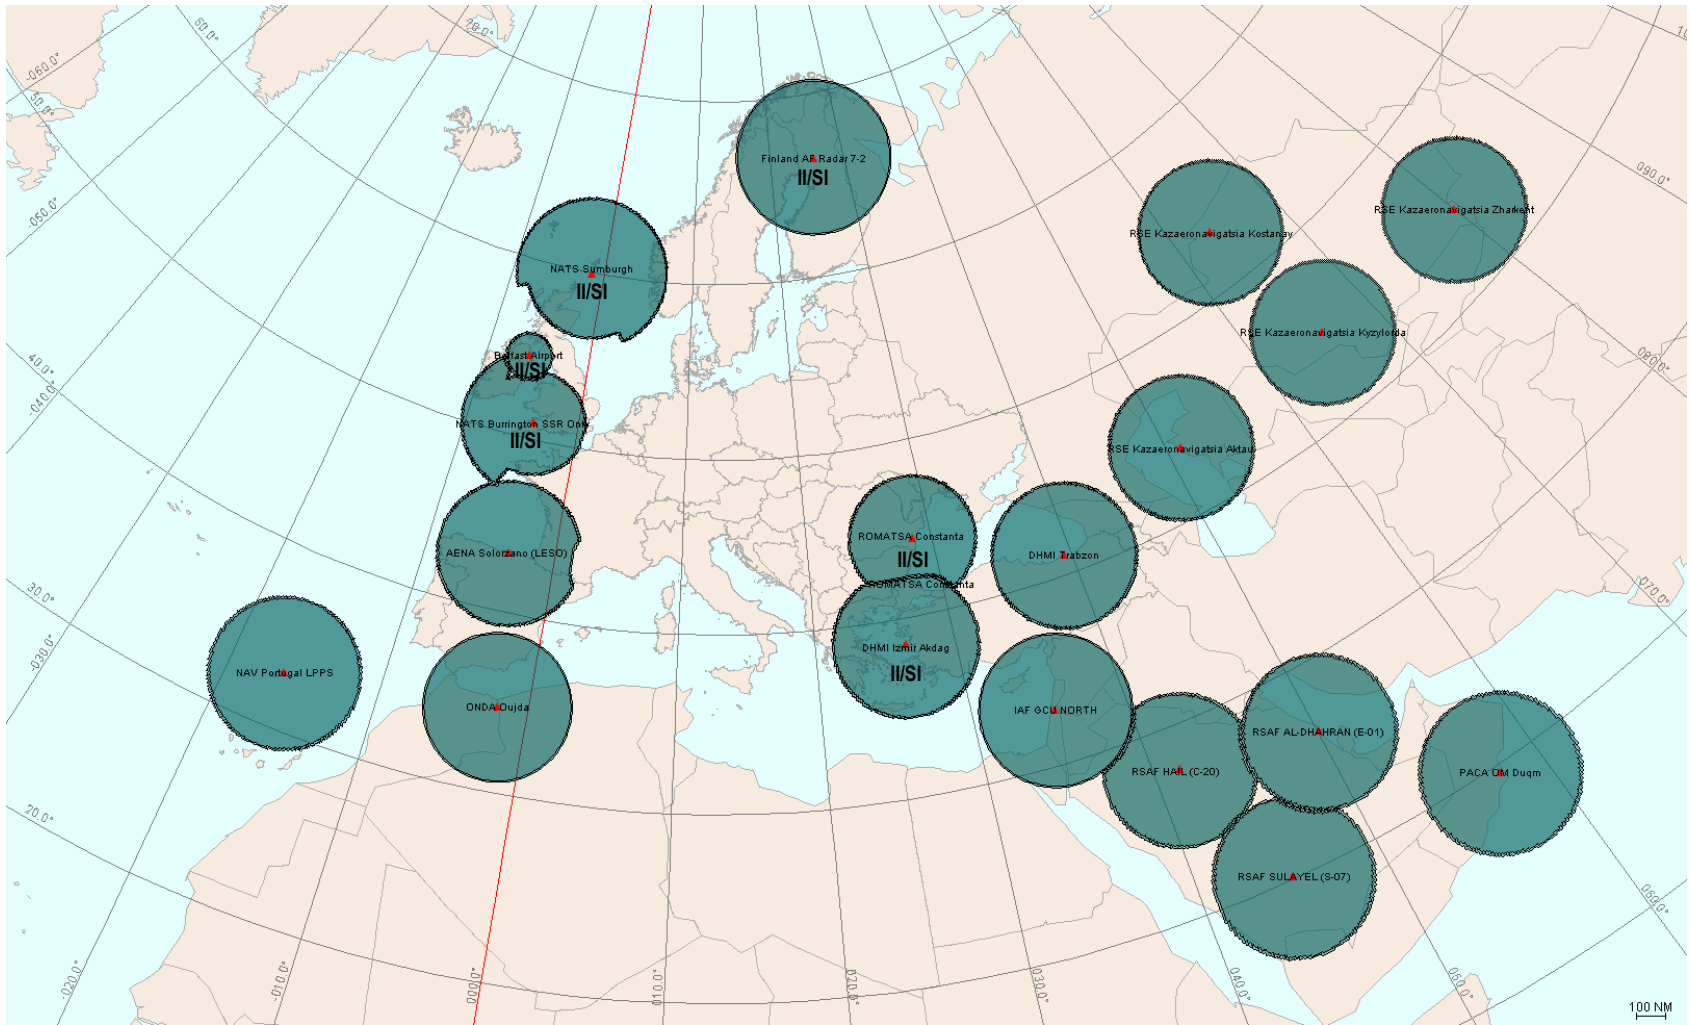 -060.0°
50.0°
60.0°
70.0°
-050.0°
40.0°
-040.0°
30.0°
-030.0°
20.0°
-020.0°
-010.0°
000.0°
010.0°
020.0°
030.0°
040.0°
050.0°
060.0°
070.0°
080.0°
090.0°
10
Finland AF Radar 7-2
II/SI
RSE Kazaeronavigatsia Zharkent
RSE Kazaeronavigatsia Kostanay
NATS Sumburgh
II/SI
RSE Kazaeronavigatsia Kyzylorda
Belfast Airport
II/SI
NATS Burrington SSR Only
II/SI
RSE Kazaeronavigatsia Aktau
ROMATSA Constanta
II/SI
AENA Solorzano (LESO)
DHMI Trabzon
ROMATSA Constanta
DHMI Izmir Akdag
II/SI
NAV Portugal LPPS
ONDA Oujda
IAF GCU NORTH
RSAF AL-DHAHRAN (E-01)
RSAF HAIL (C-20)
PACA OM Duqm
RSAF SULAYEL (S-07)
100 NM